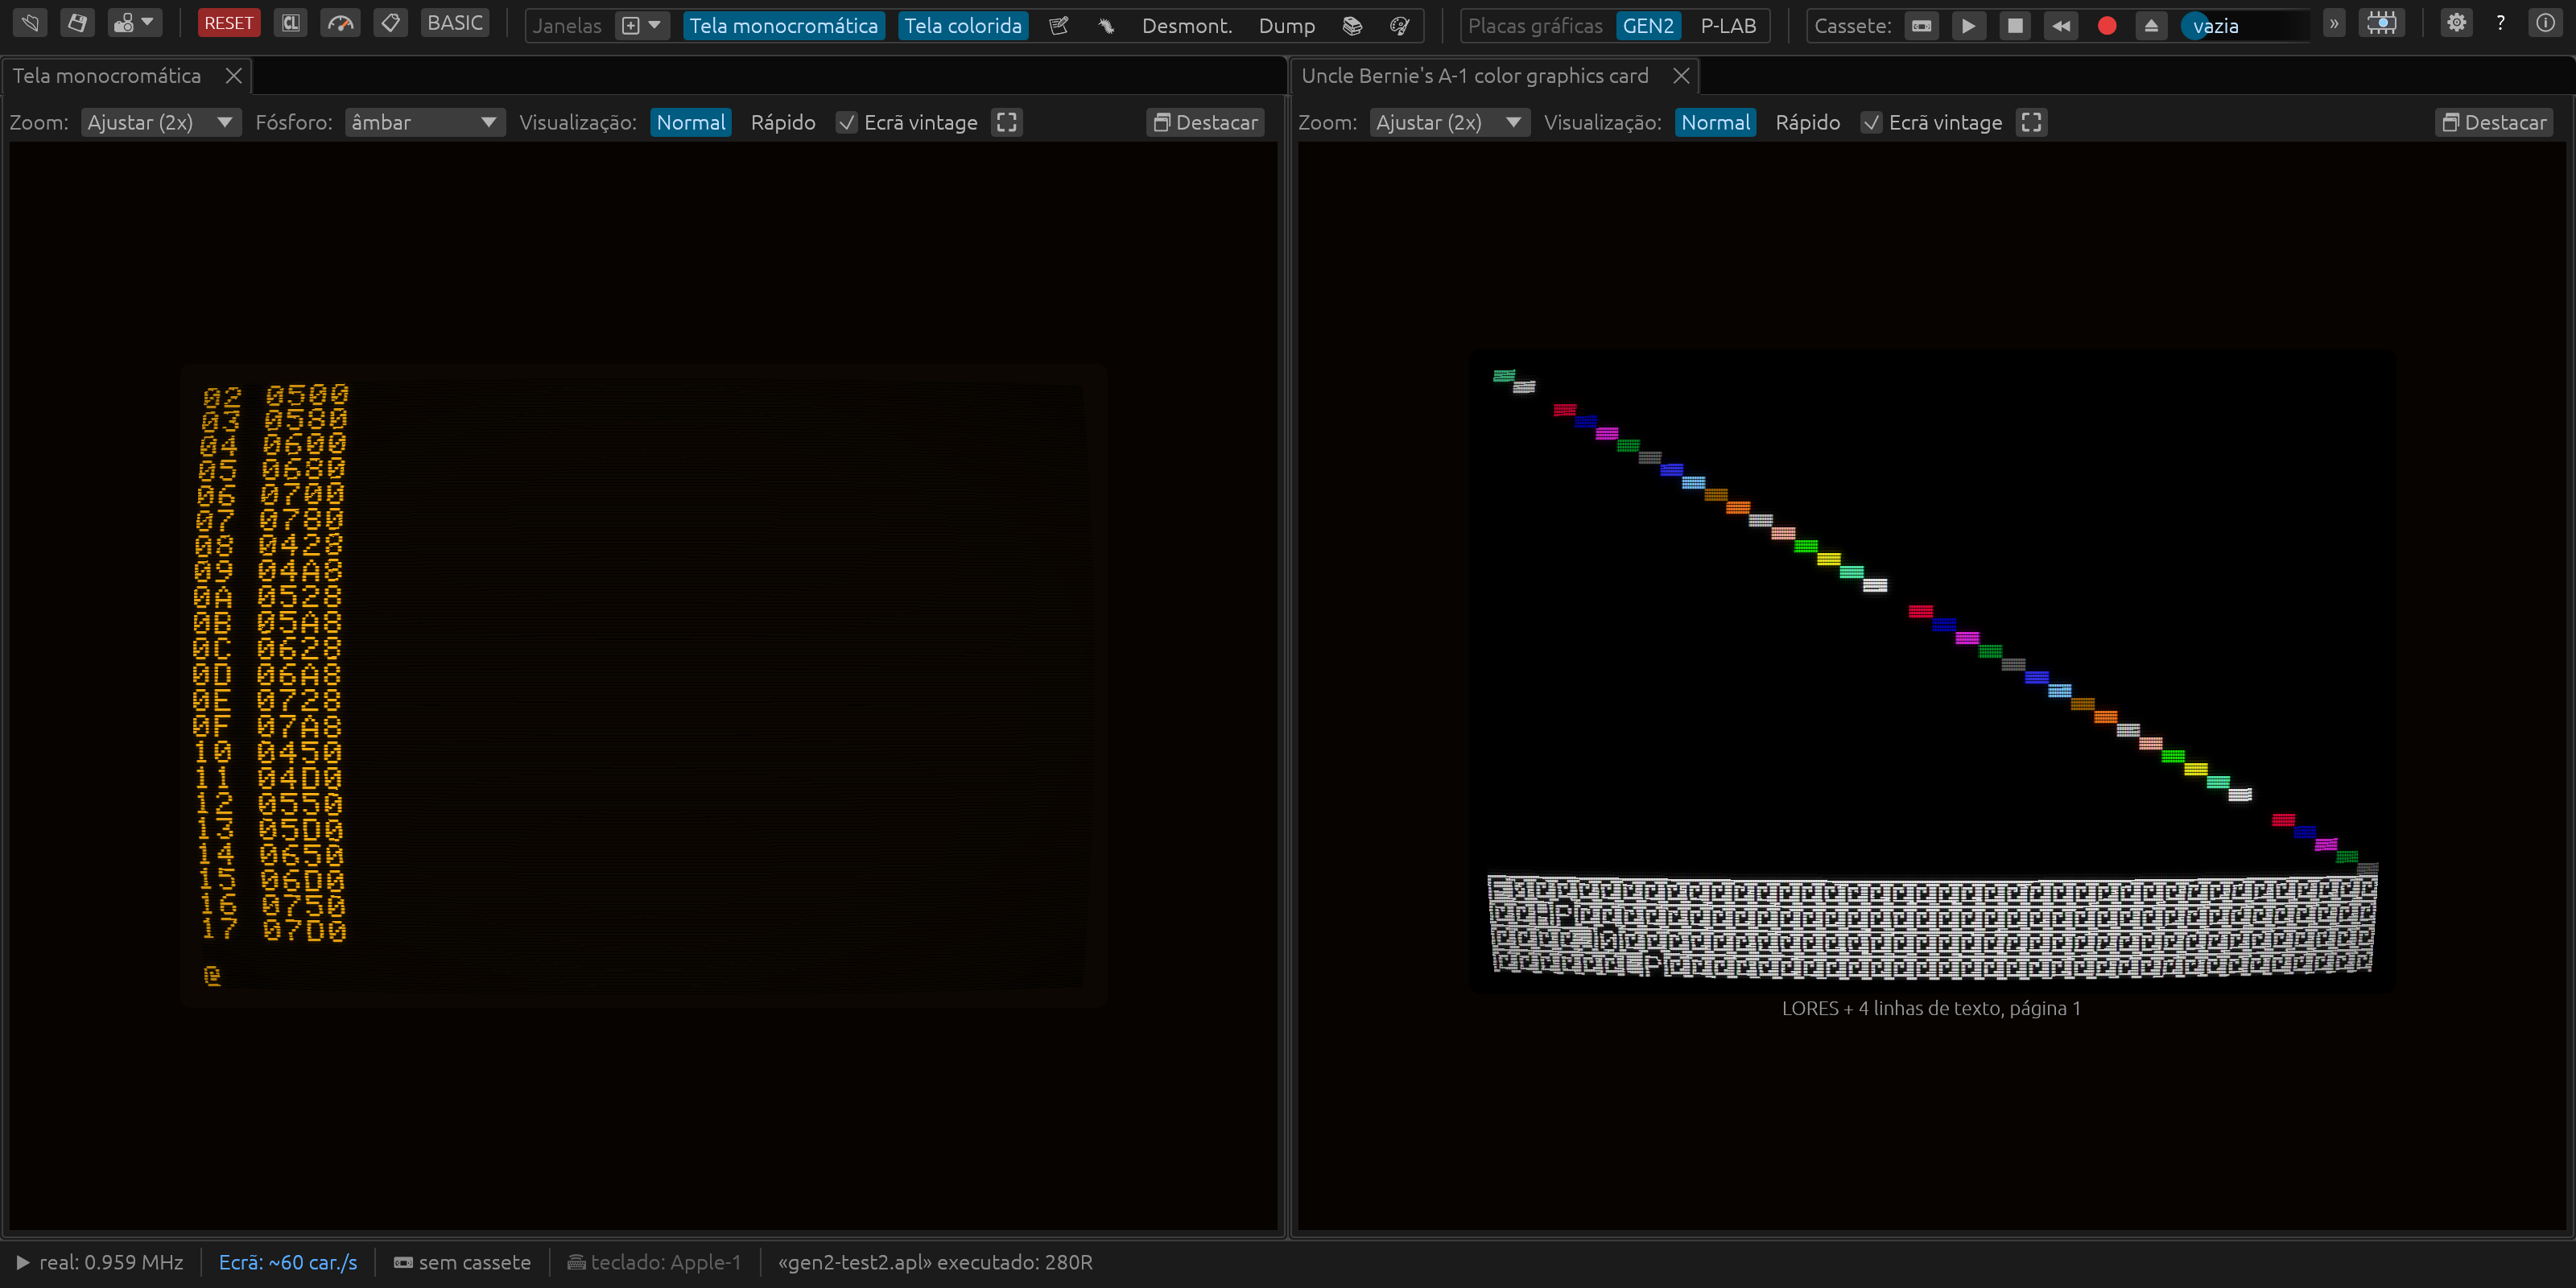 RESET BASIC Janelas Tela monocromática Tela colorida Desmont. Dump Placas gráficas GEN2 P-LAB Cassete: vazia » ?
Tela monocromática
Zoom: Ajustar (2x) Fósforo: âmbar Visualização: Normal Rápido Ecrã vintage Destacar
02 0500
03 0580
04 0600
05 0680
06 0700
07 0780
08 0428
09 04A8
0A 0528
0B 05A8
0C 0628
0D 06A8
0E 0728
0F 07A8
10 0450
11 04D0
12 0550
13 05D0
14 0650
15 06D0
16 0750
17 07D0
@
Uncle Bernie's A-1 color graphics card
Zoom: Ajustar (2x) Visualização: Normal Rápido Ecrã vintage Destacar
LORES + 4 linhas de texto, página 1
real: 0.959 MHz Ecrã: ~60 car./s sem cassete teclado: Apple-1 «gen2-test2.apl» executado: 280R